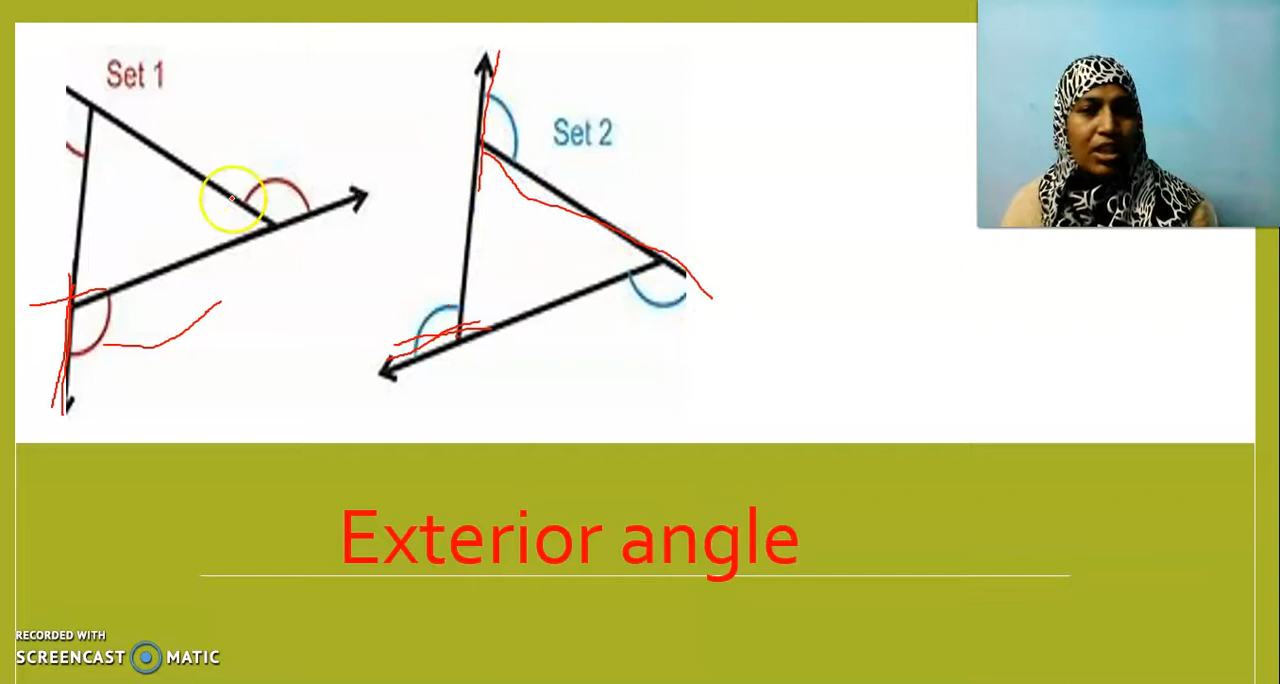 Set 1
Set 2
Exterior angle
RECORDED WITH
SCREENCAST MATIC